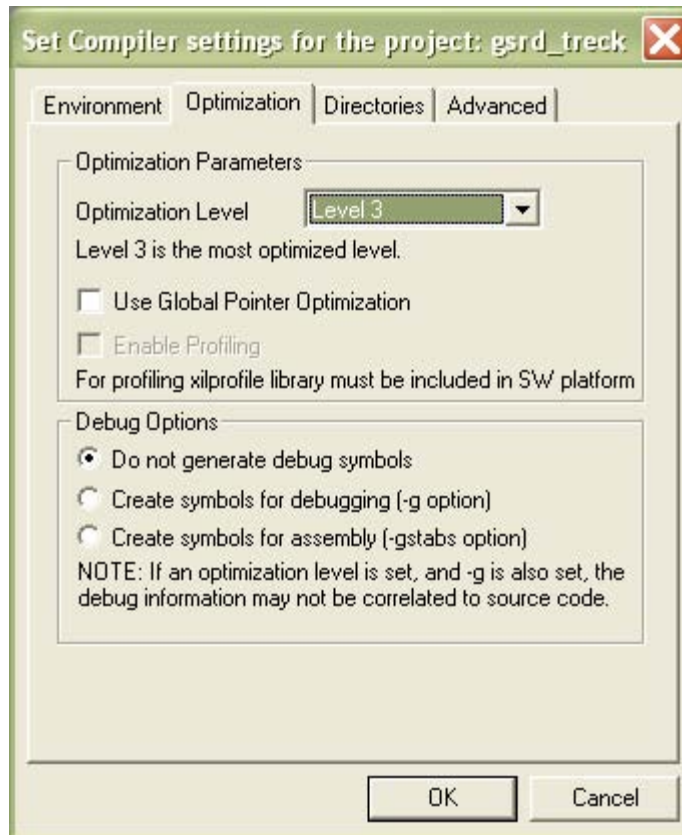 Set Compiler settings for the project: gsrd_treck
Environment Optimization Directories Advanced
Optimization Parameters
Optimization Level Level 3
Level 3 is the most optimized level.
Use Global Pointer Optimization
Enable Profiling
For profiling xilprofile library must be included in SW platform
Debug Options
Do not generate debug symbols
Create symbols for debugging (-g option)
Create symbols for assembly (-gstabs option)
NOTE: If an optimization level is set, and -g is also set, the
debug information may not be correlated to source code.
OK Cancel